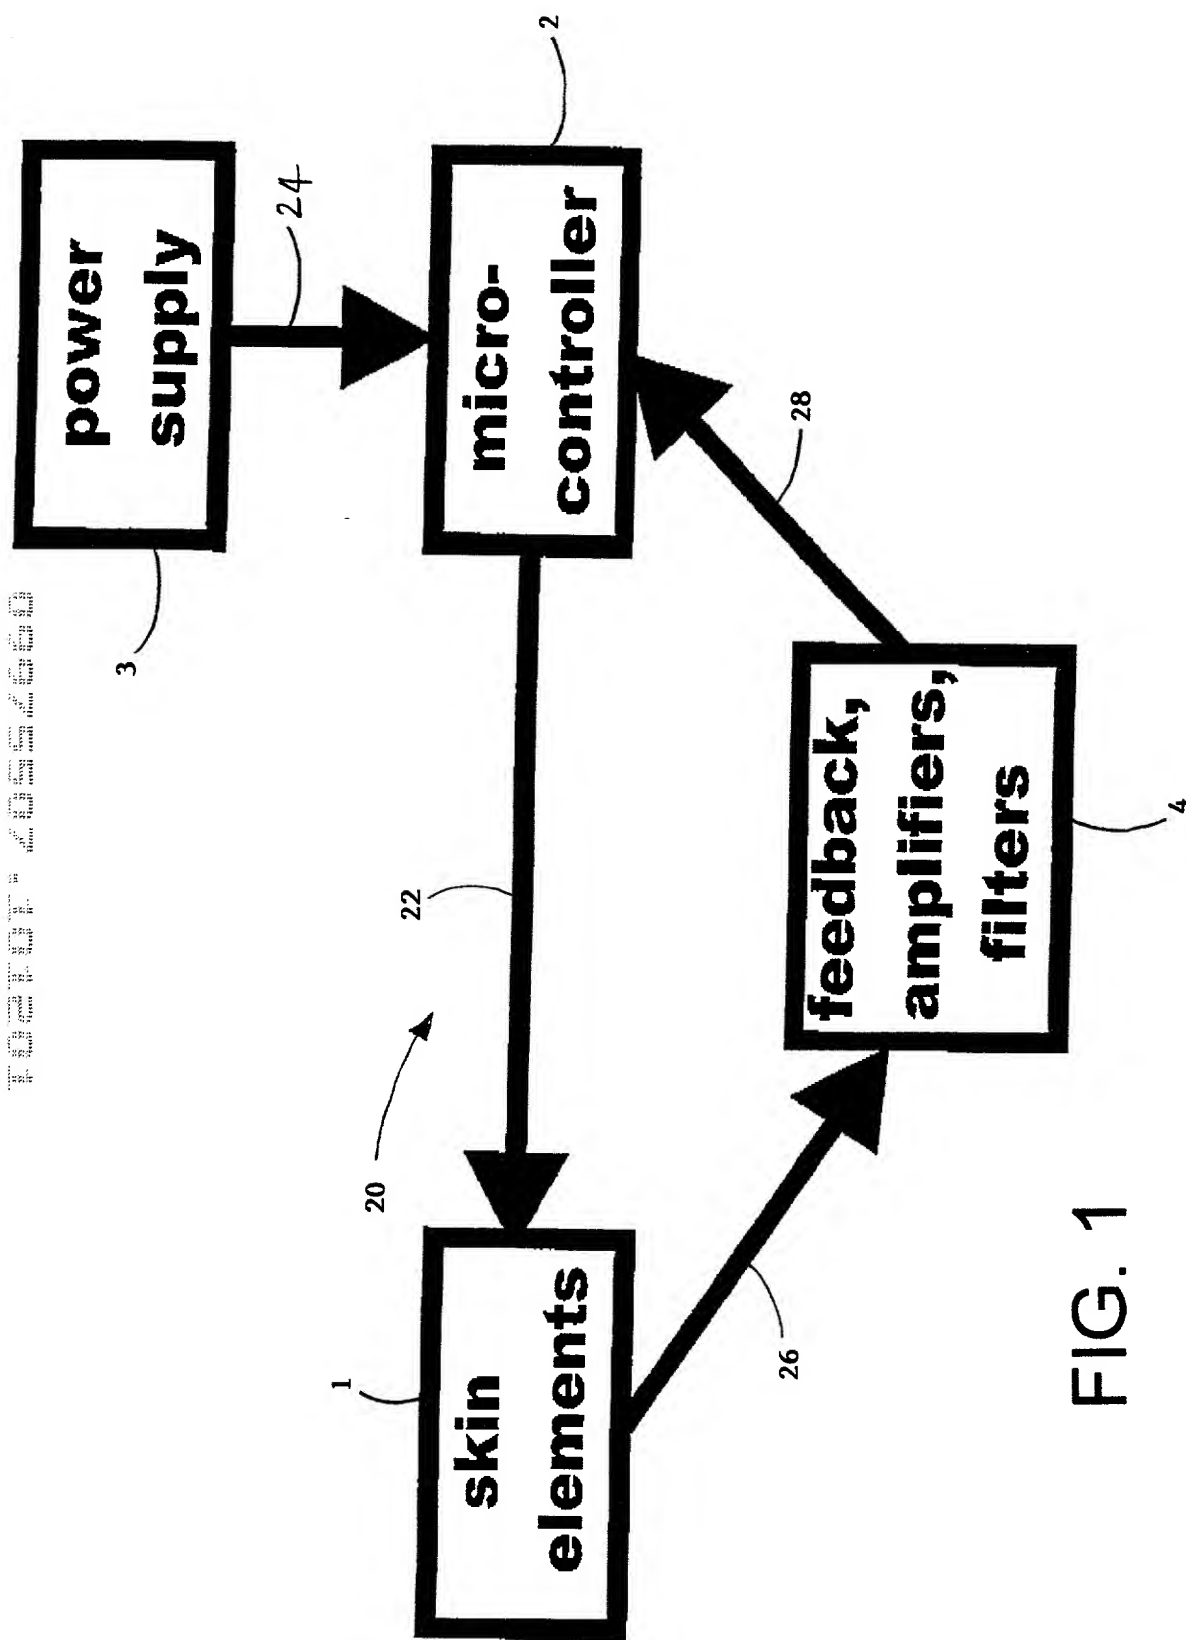 power
supply
3
24
micro-
controller
2
22
20
28
skin
elements
1
26
feedback,
amplifiers,
filters
4
FIG. 1